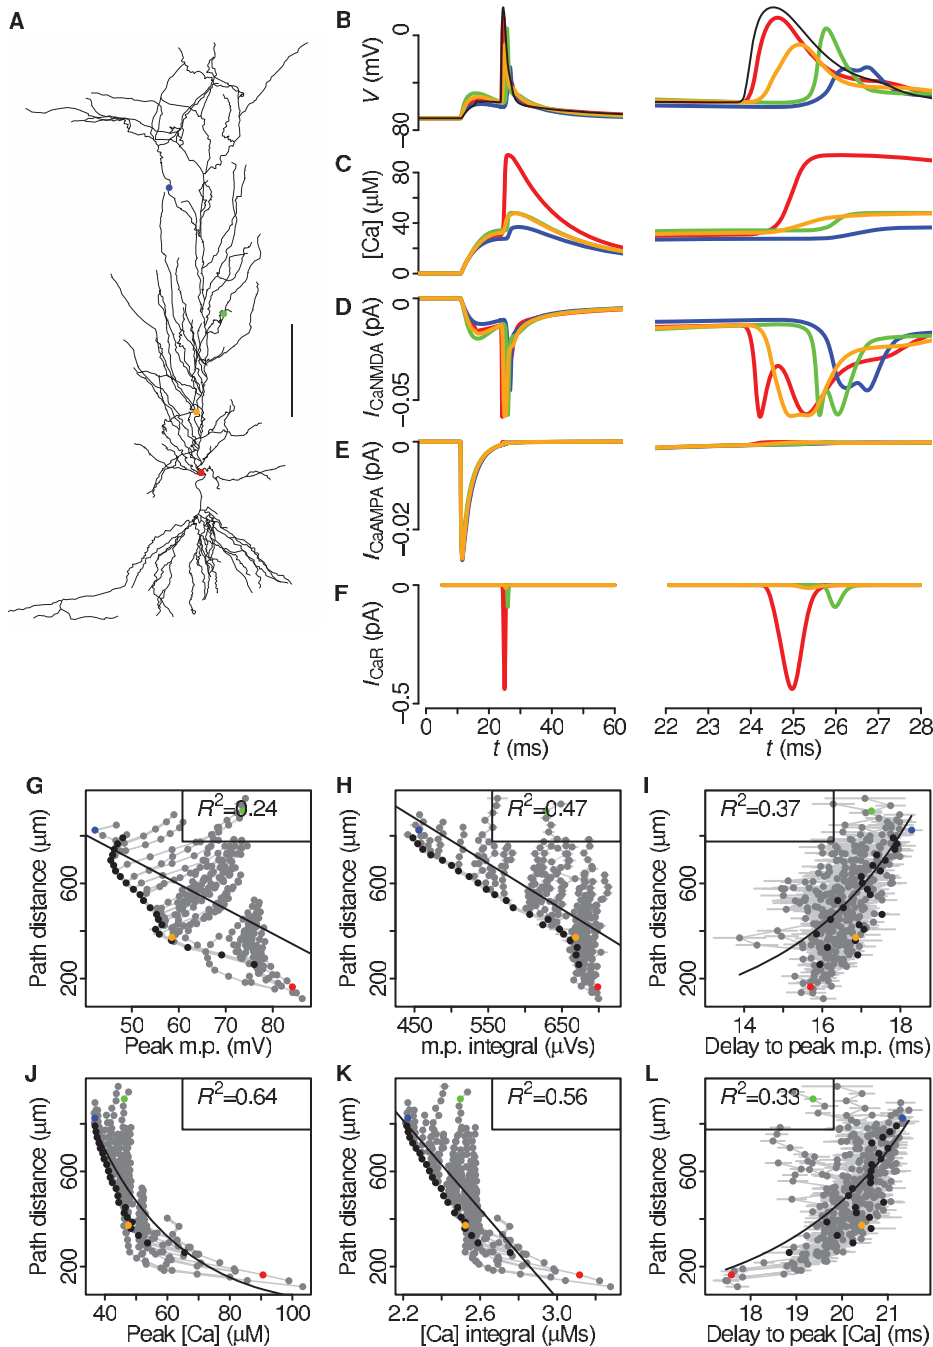 A
B
V (mV)
0
−80
C
[Ca] (μM)
80
40
0
D
I_CaNMDA (pA)
0
−0.05
E
I_CaAMPA (pA)
0
−0.02
F
I_CaR (pA)
0
−0.5
0 20 40 60
t (ms)
22 23 24 25 26 27 28
t (ms)
G
R²=0.24
Path distance (μm)
600
200
50 60 70 80
Peak m.p. (mV)
H
R²=0.47
Path distance (μm)
600
200
450 550 650
m.p. integral (μVs)
I
R²=0.37
Path distance (μm)
600
200
14 16 18
Delay to peak m.p. (ms)
J
R²=0.64
Path distance (μm)
600
200
40 60 80 100
Peak [Ca] (μM)
K
R²=0.56
Path distance (μm)
600
200
2.2 2.6 3.0
[Ca] integral (μMs)
L
R²=0.33
Path distance (μm)
600
200
18 19 20 21
Delay to peak [Ca] (ms)